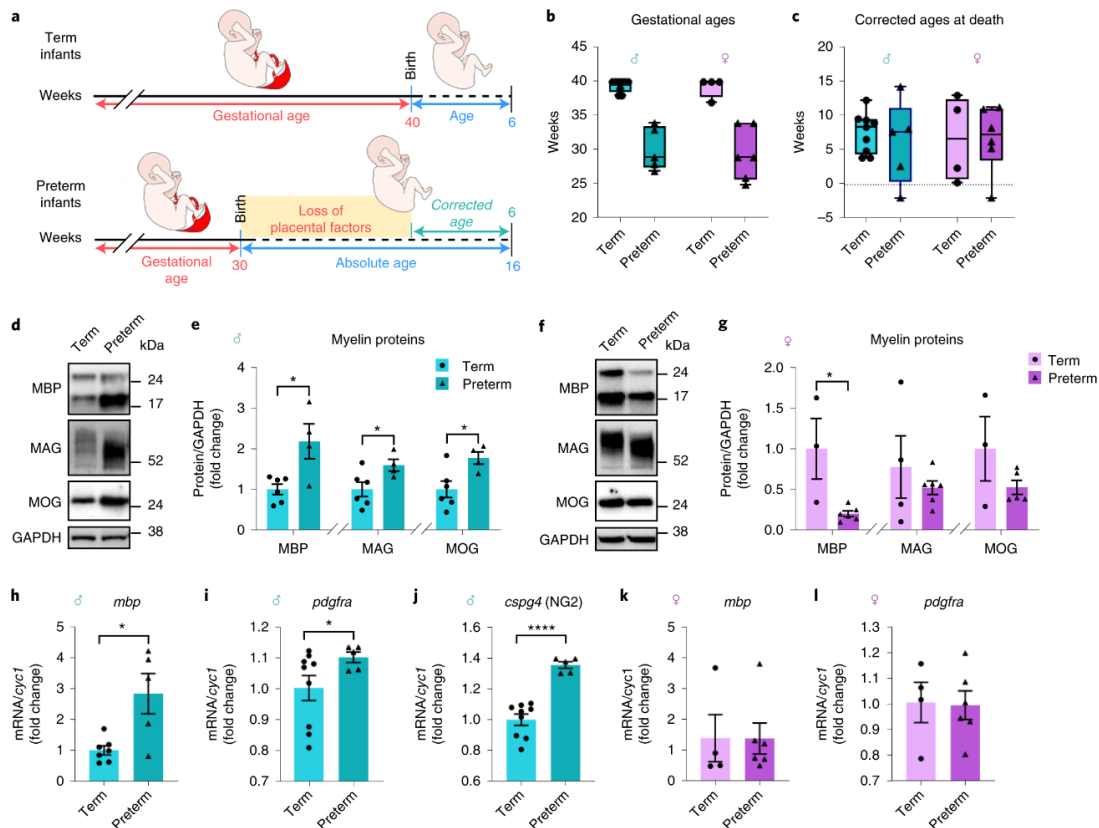 a
Term
infants
Birth
Weeks
Gestational age
40
Age
6
Preterm
infants
Birth
Loss of
placental factors
Corrected
age
6
Weeks
Gestational
age
30
Absolute age
16
b
Gestational ages
♂
♀
Weeks
40
35
30
25
20
Term
Preterm
Term
Preterm
c
Corrected ages at death
♂
♀
Weeks
20
15
10
5
0
−5
Term
Preterm
Term
Preterm
d
Term
Preterm
kDa
MBP
24
17
MAG
52
MOG
24
GAPDH
38
e
♂
Myelin proteins
Term
Preterm
Protein/GAPDH
(fold change)
4
3
2
1
0
*
*
*
MBP
MAG
MOG
f
Term
Preterm
kDa
MBP
24
17
MAG
52
MOG
24
GAPDH
38
g
♀
Myelin proteins
Term
Preterm
Protein/GAPDH
(fold change)
2.0
1.5
1.0
0.5
0.0
*
MBP
MAG
MOG
h
♂
mbp
mRNA/cyc1
(fold change)
5
4
3
2
1
0
*
Term
Preterm
i
♂
pdgfra
mRNA/cyc1
(fold change)
1.2
1.1
1.0
0.9
0.8
0.7
*
Term
Preterm
j
♂
cspg4 (NG2)
mRNA/cyc1
(fold change)
1.6
1.4
1.2
1.0
0.8
0.6
****
Term
Preterm
k
♀
mbp
mRNA/cyc1
(fold change)
5
4
3
2
1
0
Term
Preterm
l
♀
pdgfra
mRNA/cyc1
(fold change)
1.3
1.2
1.1
1.0
0.9
0.8
0.7
Term
Preterm